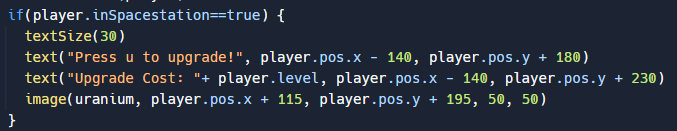 if(player.inSpacestation==true) {
  textSize(30)
  text("Press u to upgrade!", player.pos.x - 140, player.pos.y + 180)
  text("Upgrade Cost: "+ player.level, player.pos.x - 140, player.pos.y + 230)
  image(uranium, player.pos.x + 115, player.pos.y + 195, 50, 50)
}